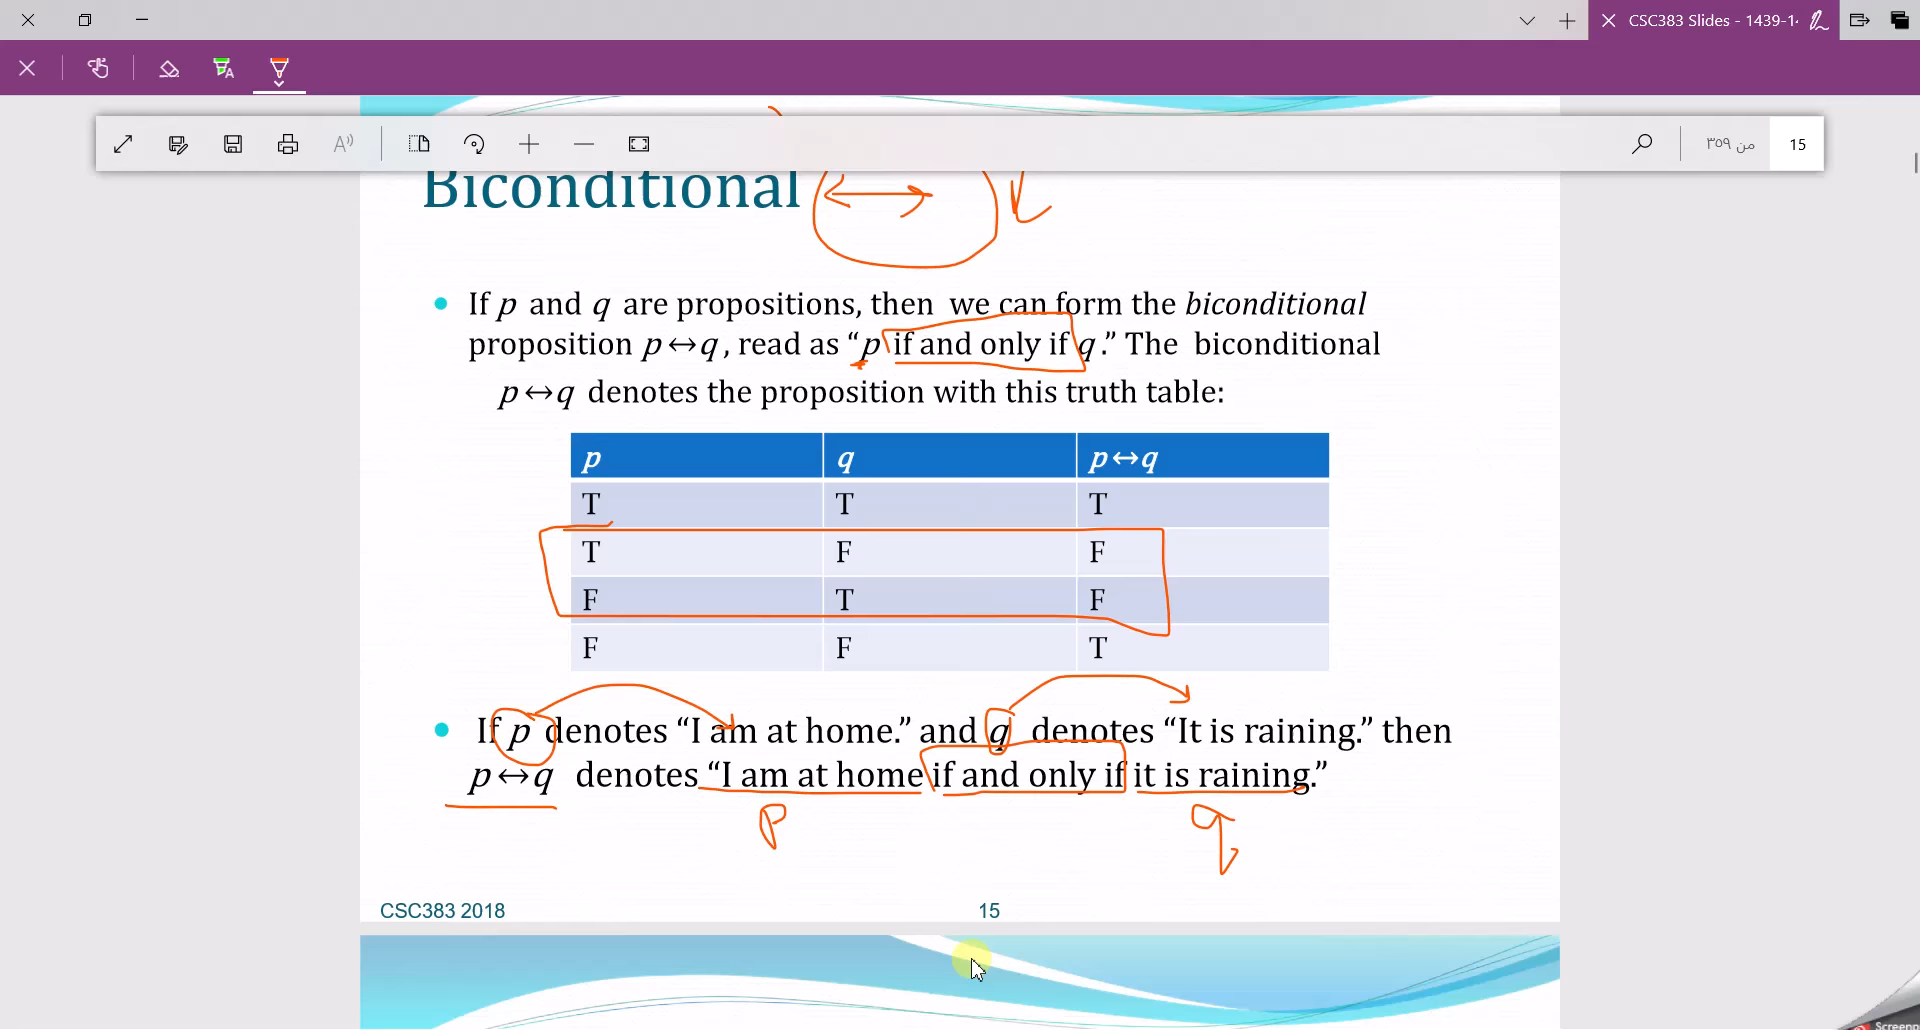 CSC383 Slides - 1439-1
15 من ٣٥٩
Biconditional
If p and q are propositions, then we can form the biconditional
proposition p↔q, read as “p if and only if q.” The biconditional
p↔q denotes the proposition with this truth table:
p q p↔q
T T T
T F F
F T F
F F T
If p denotes “I am at home.” and q denotes “It is raining.” then
p↔q denotes “I am at home if and only if it is raining.”
p q
CSC383 2018 15